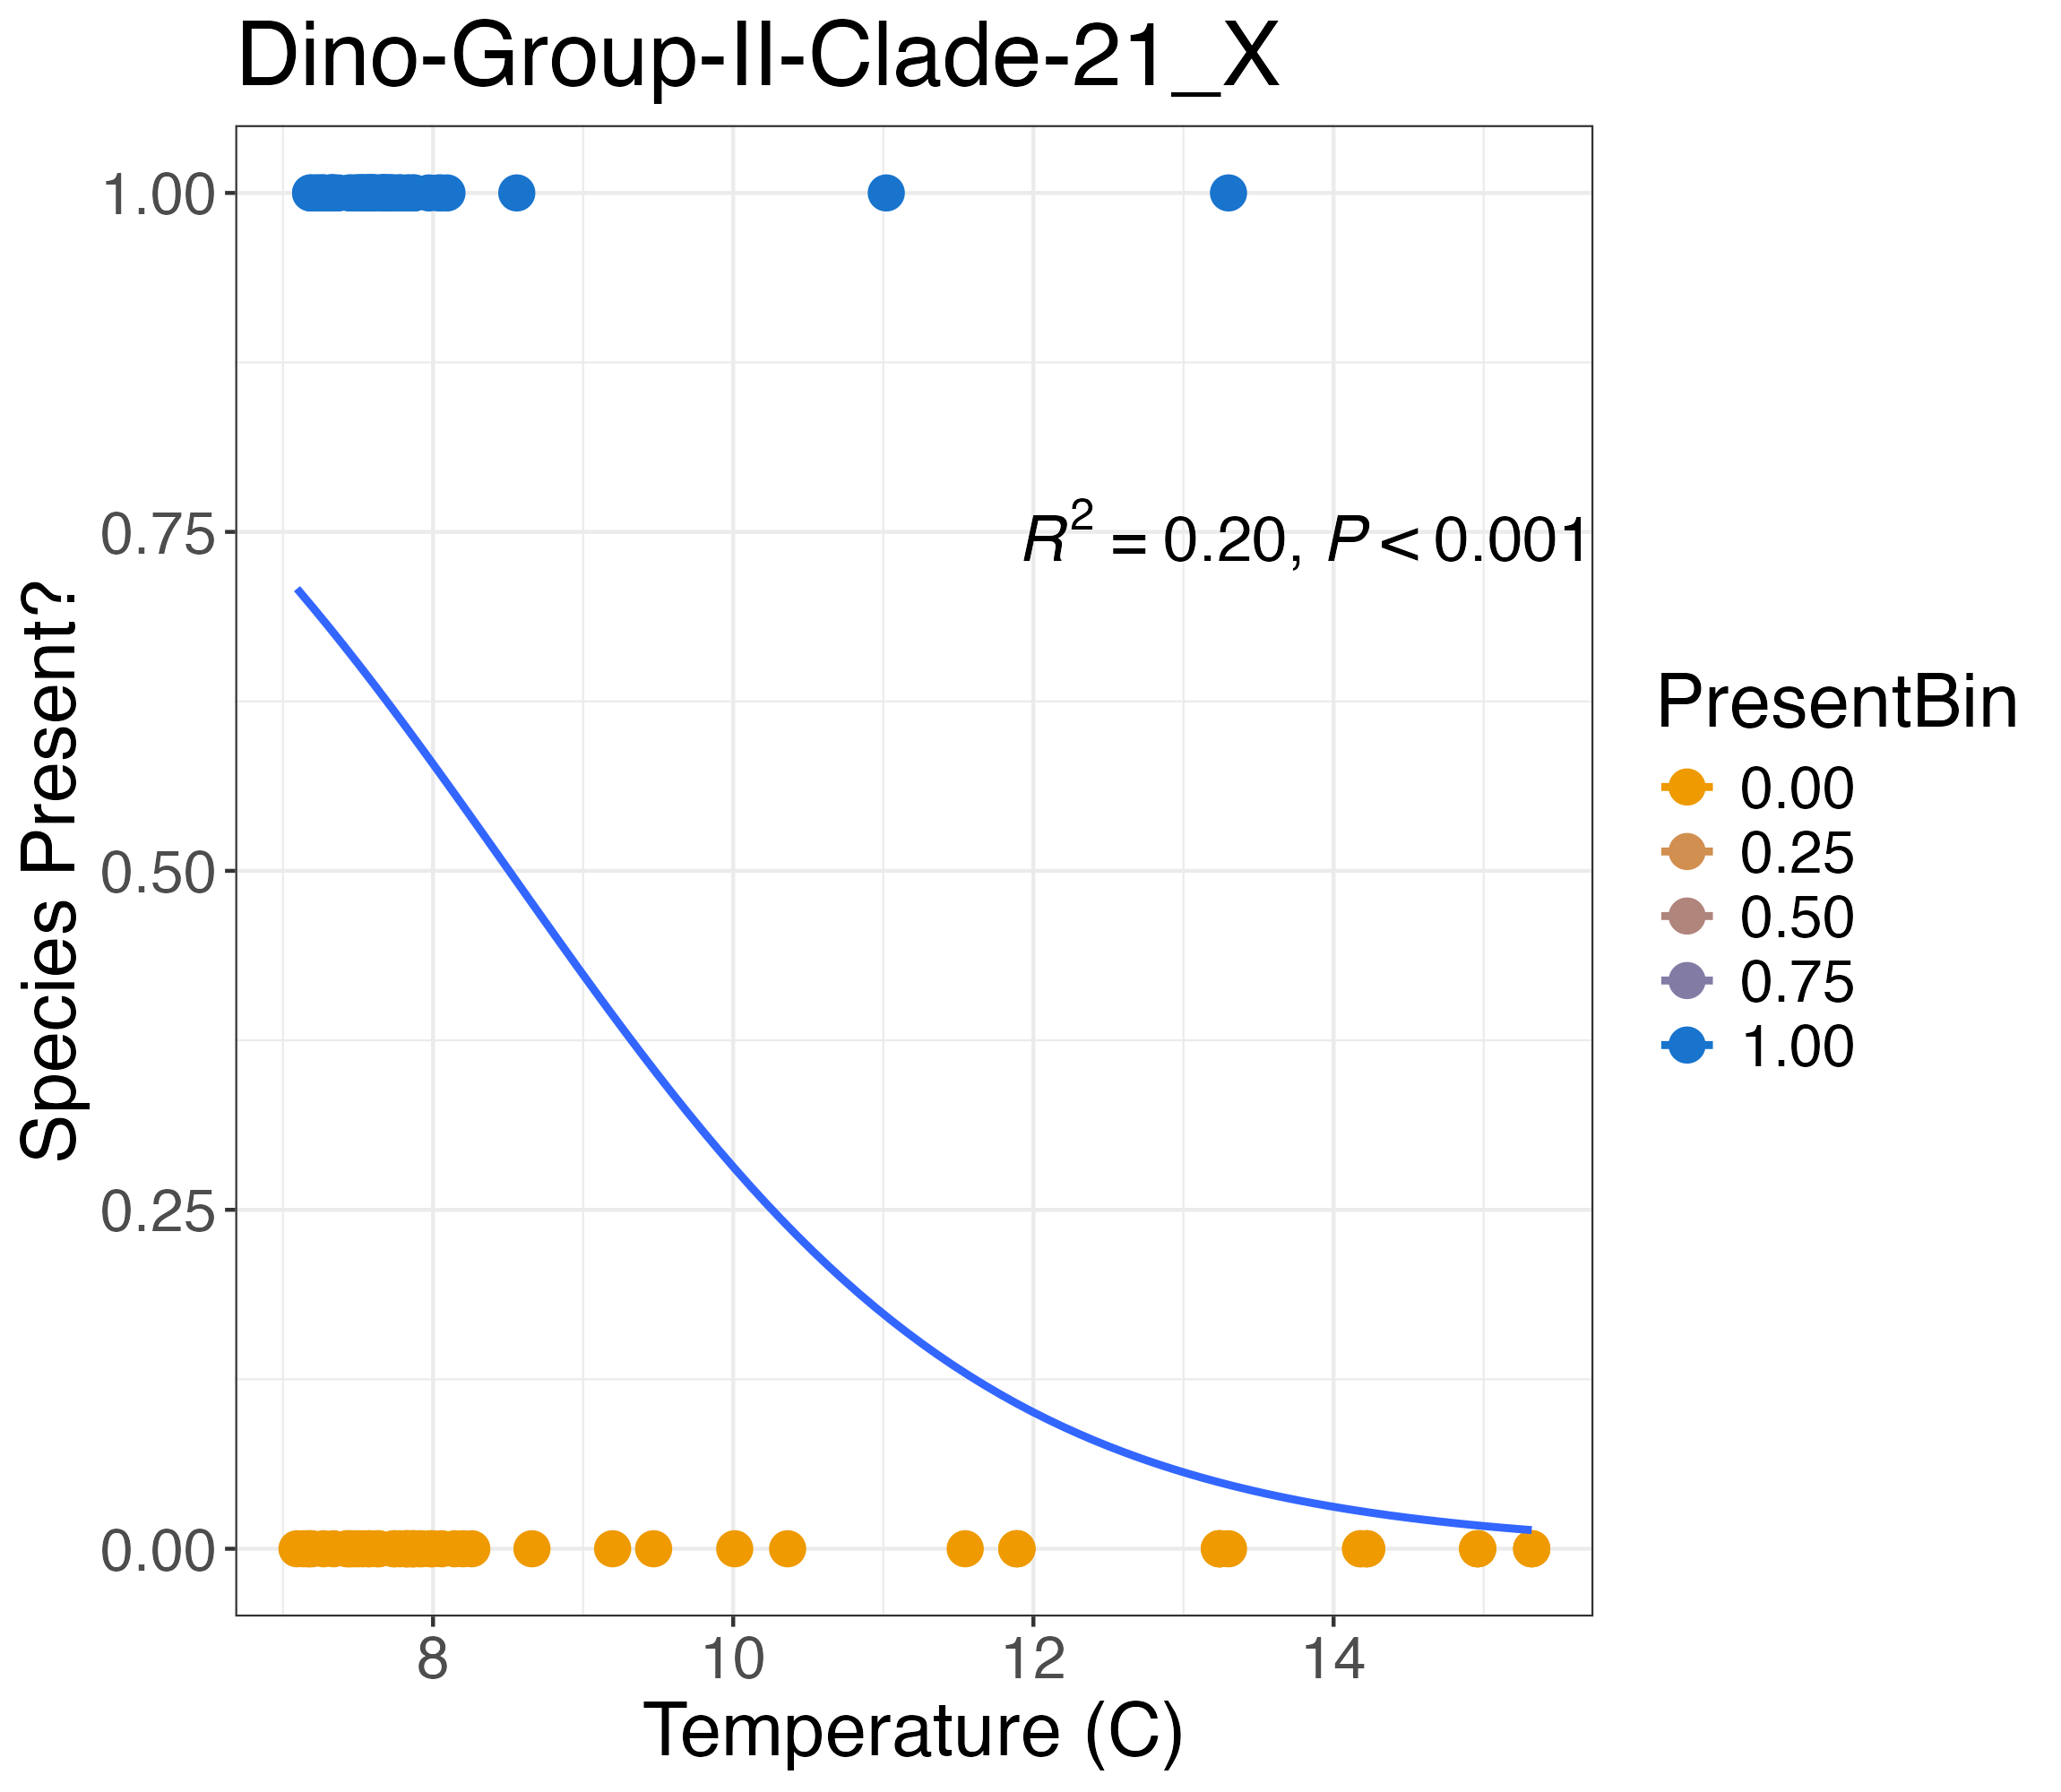 Dino-Group-II-Clade-21_X
1.00
0.75
0.50
0.25
0.00
Species Present?
R² = 0.20, P < 0.001
8 10 12 14
Temperature (C)
PresentBin
0.00
0.25
0.50
0.75
1.00